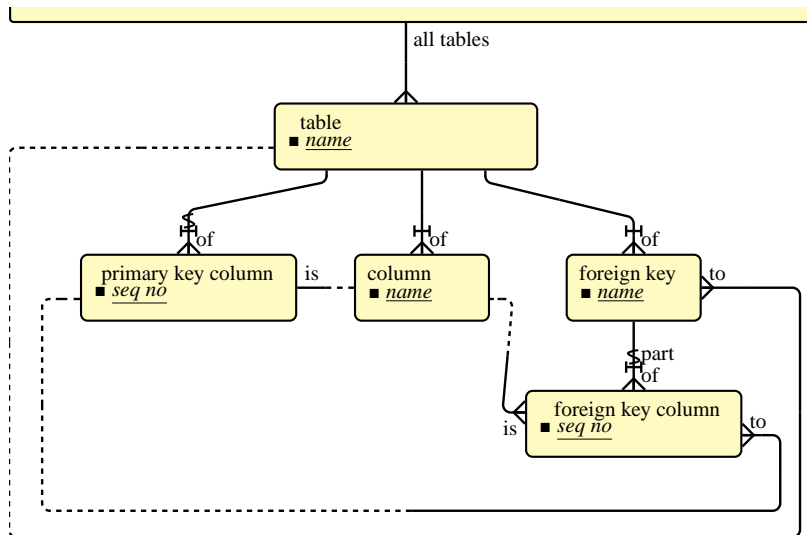 all tables
table
■ name
of
of
of
primary key column
■ seq no
is
column
■ name
foreign key
■ name
to
part
of
foreign key column
■ seq no
is
to